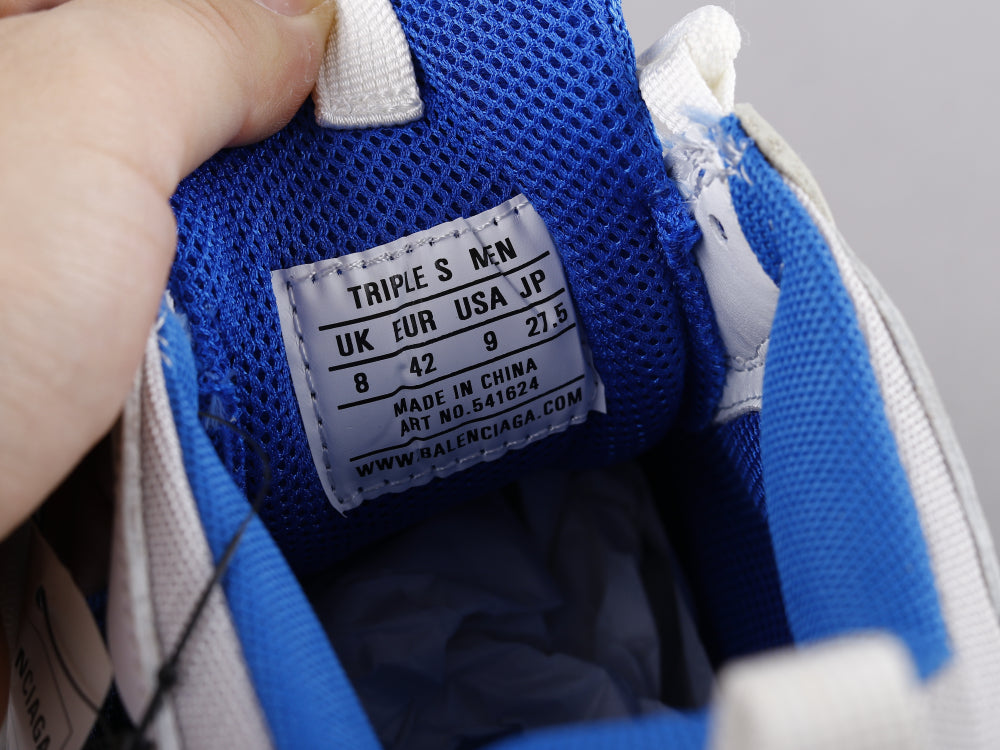 TRIPLE S MEN
UK EUR USA JP
8 42 9 27.5
MADE IN CHINA
ART NO.541624
WWW.BALENCIAGA.COM
NCIAGA